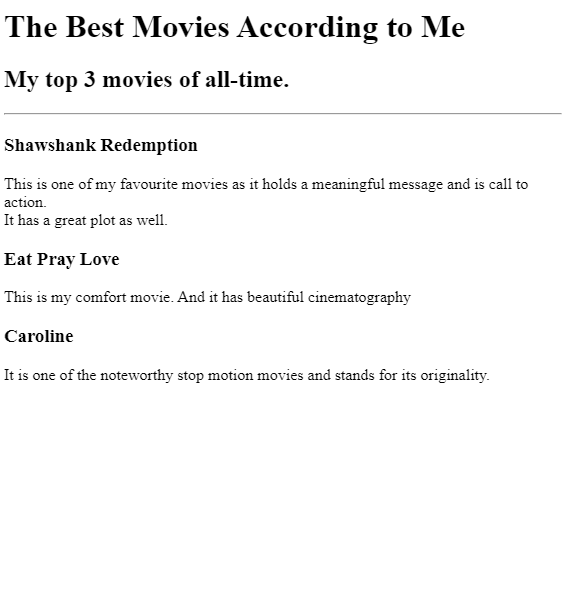 The Best Movies According to Me
My top 3 movies of all-time.
Shawshank Redemption
This is one of my favourite movies as it holds a meaningful message and is call to
action.
It has a great plot as well.
Eat Pray Love
This is my comfort movie. And it has beautiful cinematography
Caroline
It is one of the noteworthy stop motion movies and stands for its originality.